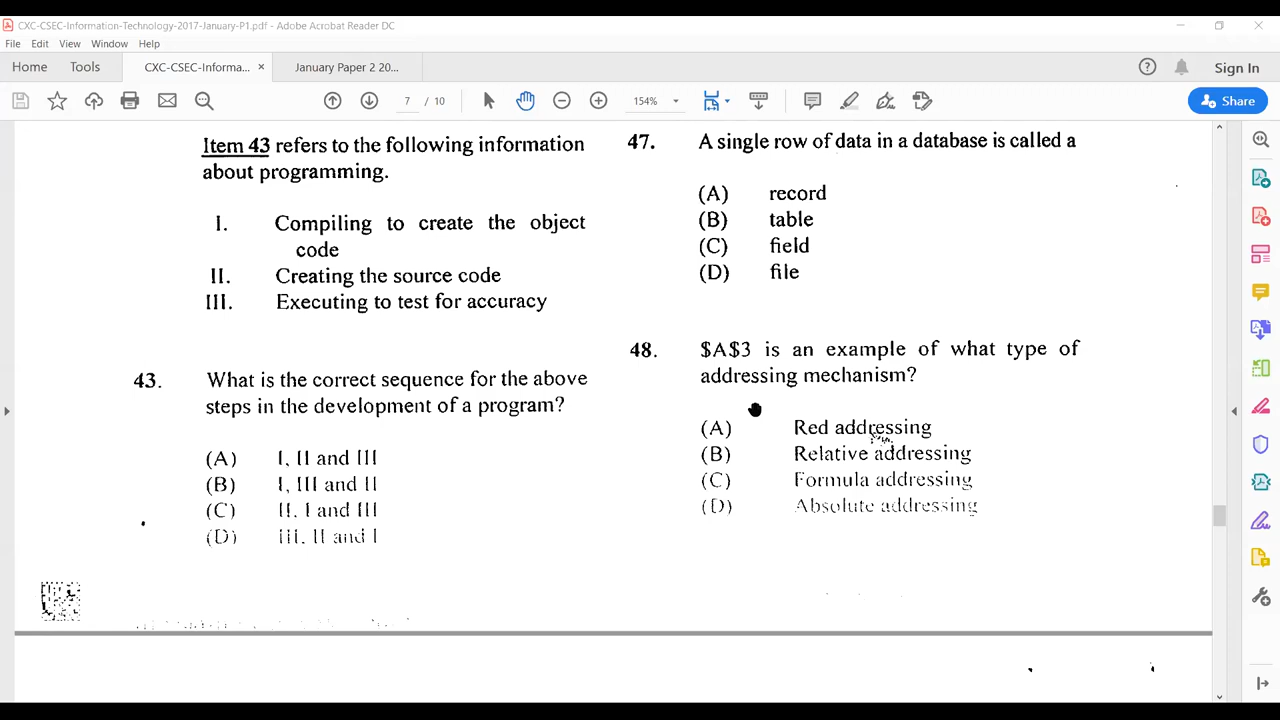 CXC-CSEC-Information-Technology-2017-January-P1.pdf - Adobe Acrobat Reader DC
File Edit View Window Help
Home Tools CXC-CSEC-Informa... × January Paper 2 20... Sign In
7 / 10 154% Share
Item 43 refers to the following information
about programming.
I. Compiling to create the object
code
II. Creating the source code
III. Executing to test for accuracy
43. What is the correct sequence for the above
steps in the development of a program?
(A) I, II and III
(B) I, III and II
(C) II, I and III
(D) III, II and I
47. A single row of data in a database is called a
(A) record
(B) table
(C) field
(D) file
48. $A$3 is an example of what type of
addressing mechanism?
(A) Red addressing
(B) Relative addressing
(C) Formula addressing
(D) Absolute addressing